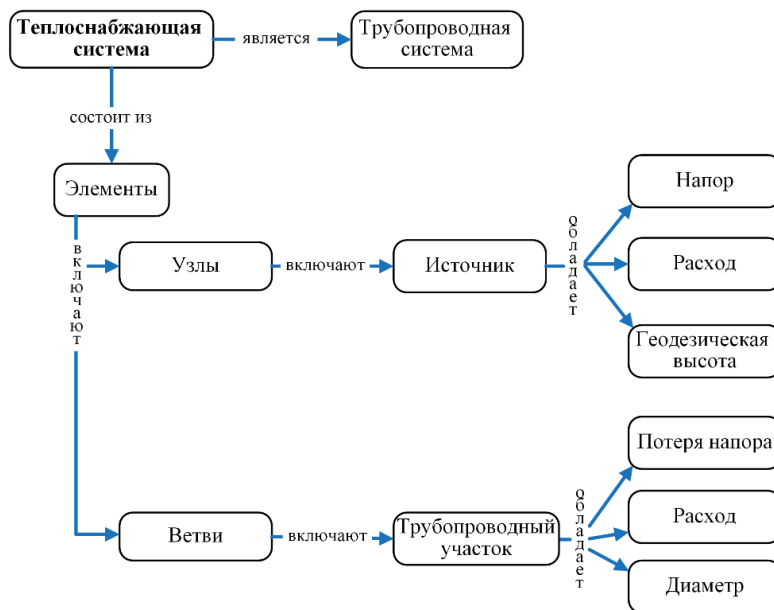 Теплоснабжающая
система
является
Трубопроводная
система
состоит из
Элементы
включают
Узлы
включают
Источник
обладает
Напор
Расход
Геодезическая
высота
Ветви
включают
Трубопроводный
участок
обладает
Потеря напора
Расход
Диаметр